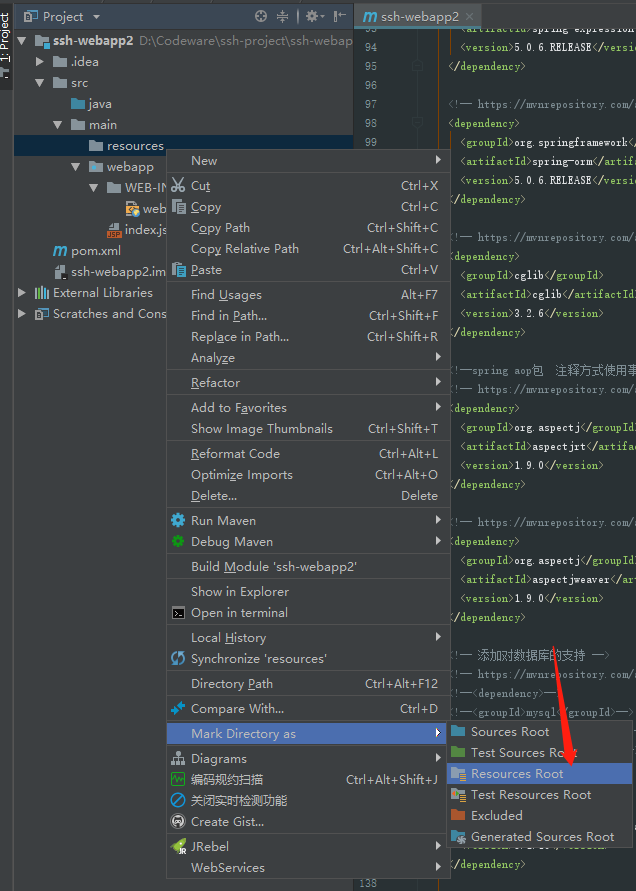 1: Project
Project
ssh-webapp2 D:\Codeware\ssh-project\ssh-webap
.idea
src
java
main
resources
webapp
WEB-IN
web
index.js
pom.xml
ssh-webapp2.im
External Libraries
Scratches and Cons
New
Cut Ctrl+X
Copy Ctrl+C
Copy Path Ctrl+Shift+C
Copy Relative Path Ctrl+Alt+Shift+C
Paste Ctrl+V
Find Usages Alt+F7
Find in Path... Ctrl+Shift+F
Replace in Path... Ctrl+Shift+R
Analyze
Refactor
Add to Favorites
Show Image Thumbnails Ctrl+Shift+T
Reformat Code Ctrl+Alt+L
Optimize Imports Ctrl+Alt+O
Delete... Delete
Run Maven
Debug Maven
Build Module 'ssh-webapp2'
Show in Explorer
Open in terminal
Local History
Synchronize 'resources'
Directory Path Ctrl+Alt+F12
Compare With... Ctrl+D
Mark Directory as
Diagrams
编码规约扫描 Ctrl+Alt+Shift+J
关闭实时检测功能
Create Gist...
JRebel
WebServices
Sources Root
Test Sources Root
Resources Root
Test Resources Root
Excluded
Generated Sources Root
ssh-webapp2
93 <artifactId>spring-expression
94 <version>5.0.6.RELEASE</version
95 </dependency>
96
97 <!-- https://mvnrepository.com/a
98 <dependency>
99 <groupId>org.springframework</
<artifactId>spring-orm</artifa
<version>5.0.6.RELEASE</versio
</dependency>
<!-- https://mvnrepository.com/a
<dependency>
<groupId>cglib</groupId>
<artifactId>cglib</artifactId
<version>3.2.6</version>
</dependency>
<!--spring aop包 注释方式使用事
<!-- https://mvnrepository.com/a
<dependency>
<groupId>org.aspectj</groupId
<artifactId>aspectjrt</artifac
<version>1.9.0</version>
</dependency>
<!-- https://mvnrepository.com/a
<dependency>
<groupId>org.aspectj</groupId
<artifactId>aspectjweaver</ar
<version>1.9.0</version>
</dependency>
<!-- 添加对数据库的支持 -->
<!-- https://mvnrepository.com/a
<!--<dependency>-->
<!--<groupId>mysql</groupId>-->
</dependency>
138